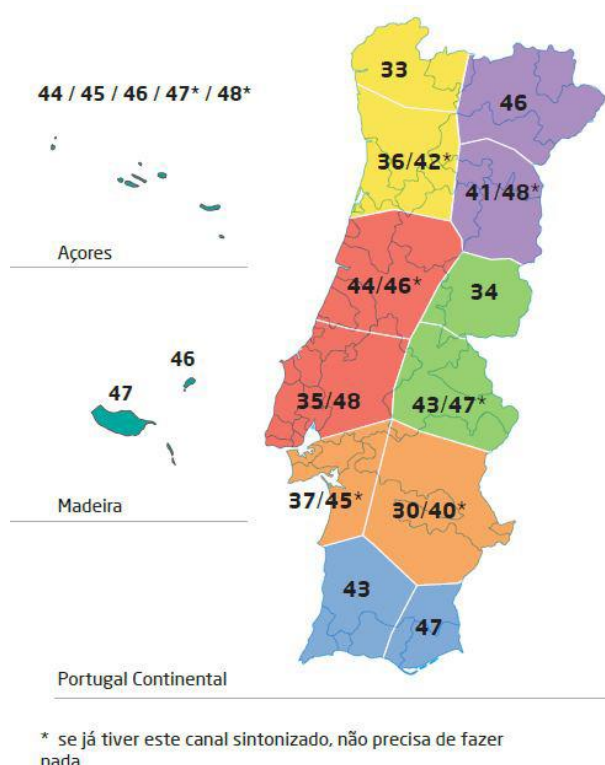 33
44 / 45 / 46 / 47* / 48*
46
36/42*
41/48*
Açores
44/46*
34
46
47
35/48
43/47*
37/45*
30/40*
Madeira
43
47
Portugal Continental
* se já tiver este canal sintonizado, não precisa de fazer
nada